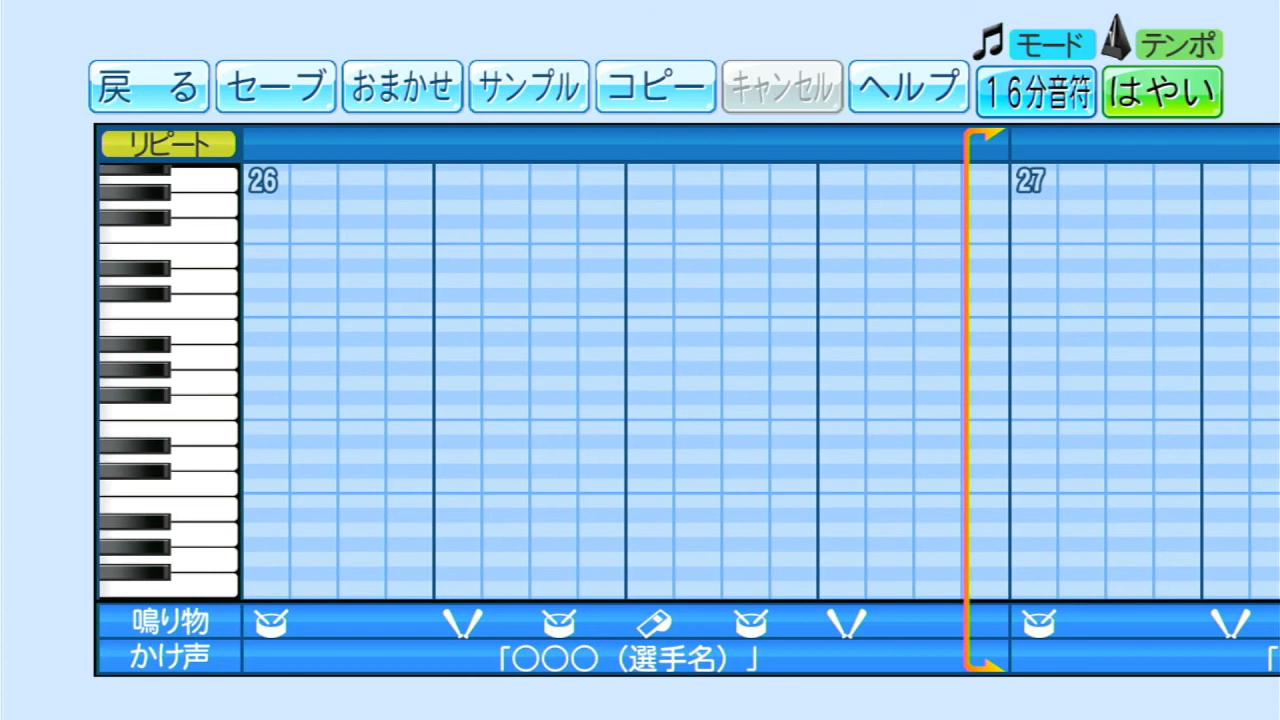 モード テンポ
戻る セーブ おまかせ サンプル コピー キャンセル ヘルプ 16分音符 はやい
リピート
26 27
鳴り物
かけ声 「○○○（選手名）」 「